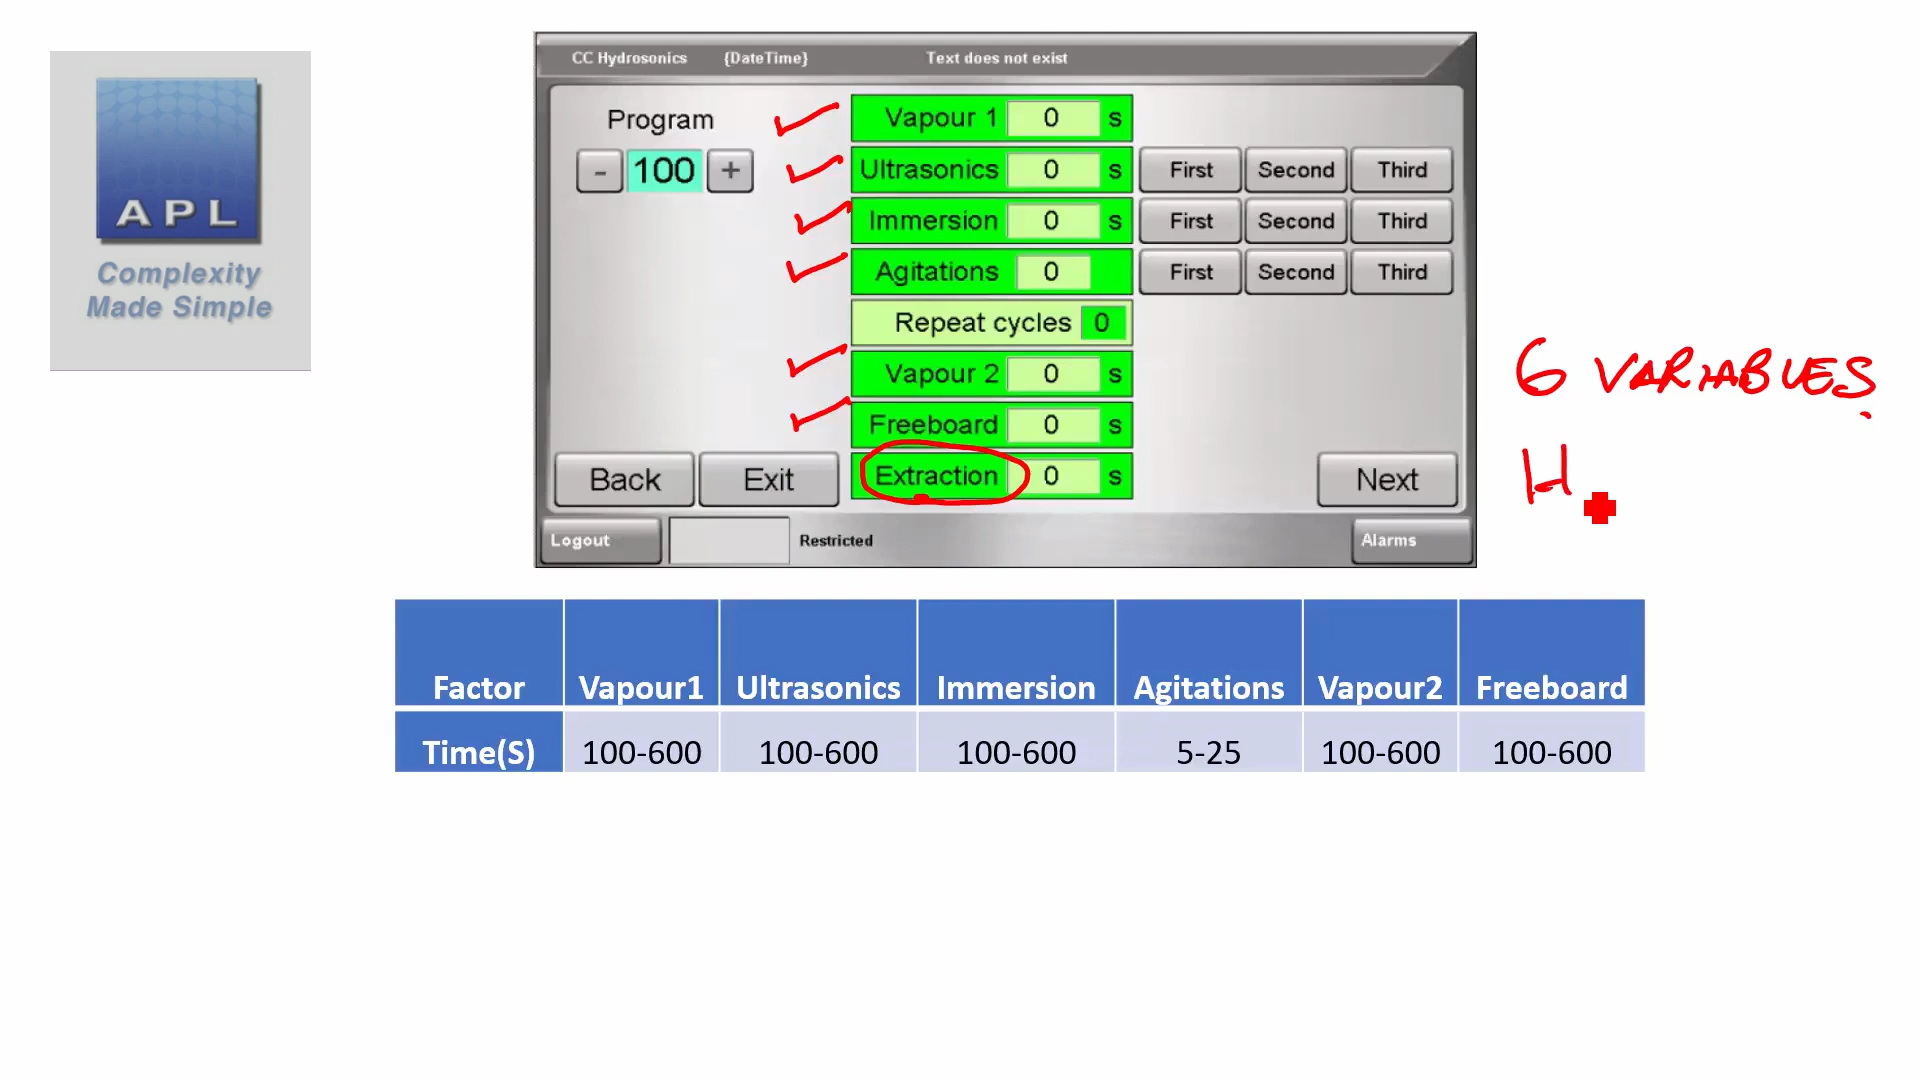 APL
Complexity
Made Simple
CC Hydrosonics {DateTime} Text does not exist
Program
- 100 +
Vapour 1 0 s
Ultrasonics 0 s First Second Third
Immersion 0 s First Second Third
Agitations 0 First Second Third
Repeat cycles 0
Vapour 2 0 s
Freeboard 0 s
Extraction 0 s
Back Exit Next
Logout Restricted Alarms
6 VARIABLES
H
Factor Vapour1 Ultrasonics Immersion Agitations Vapour2 Freeboard
Time(S) 100-600 100-600 100-600 5-25 100-600 100-600